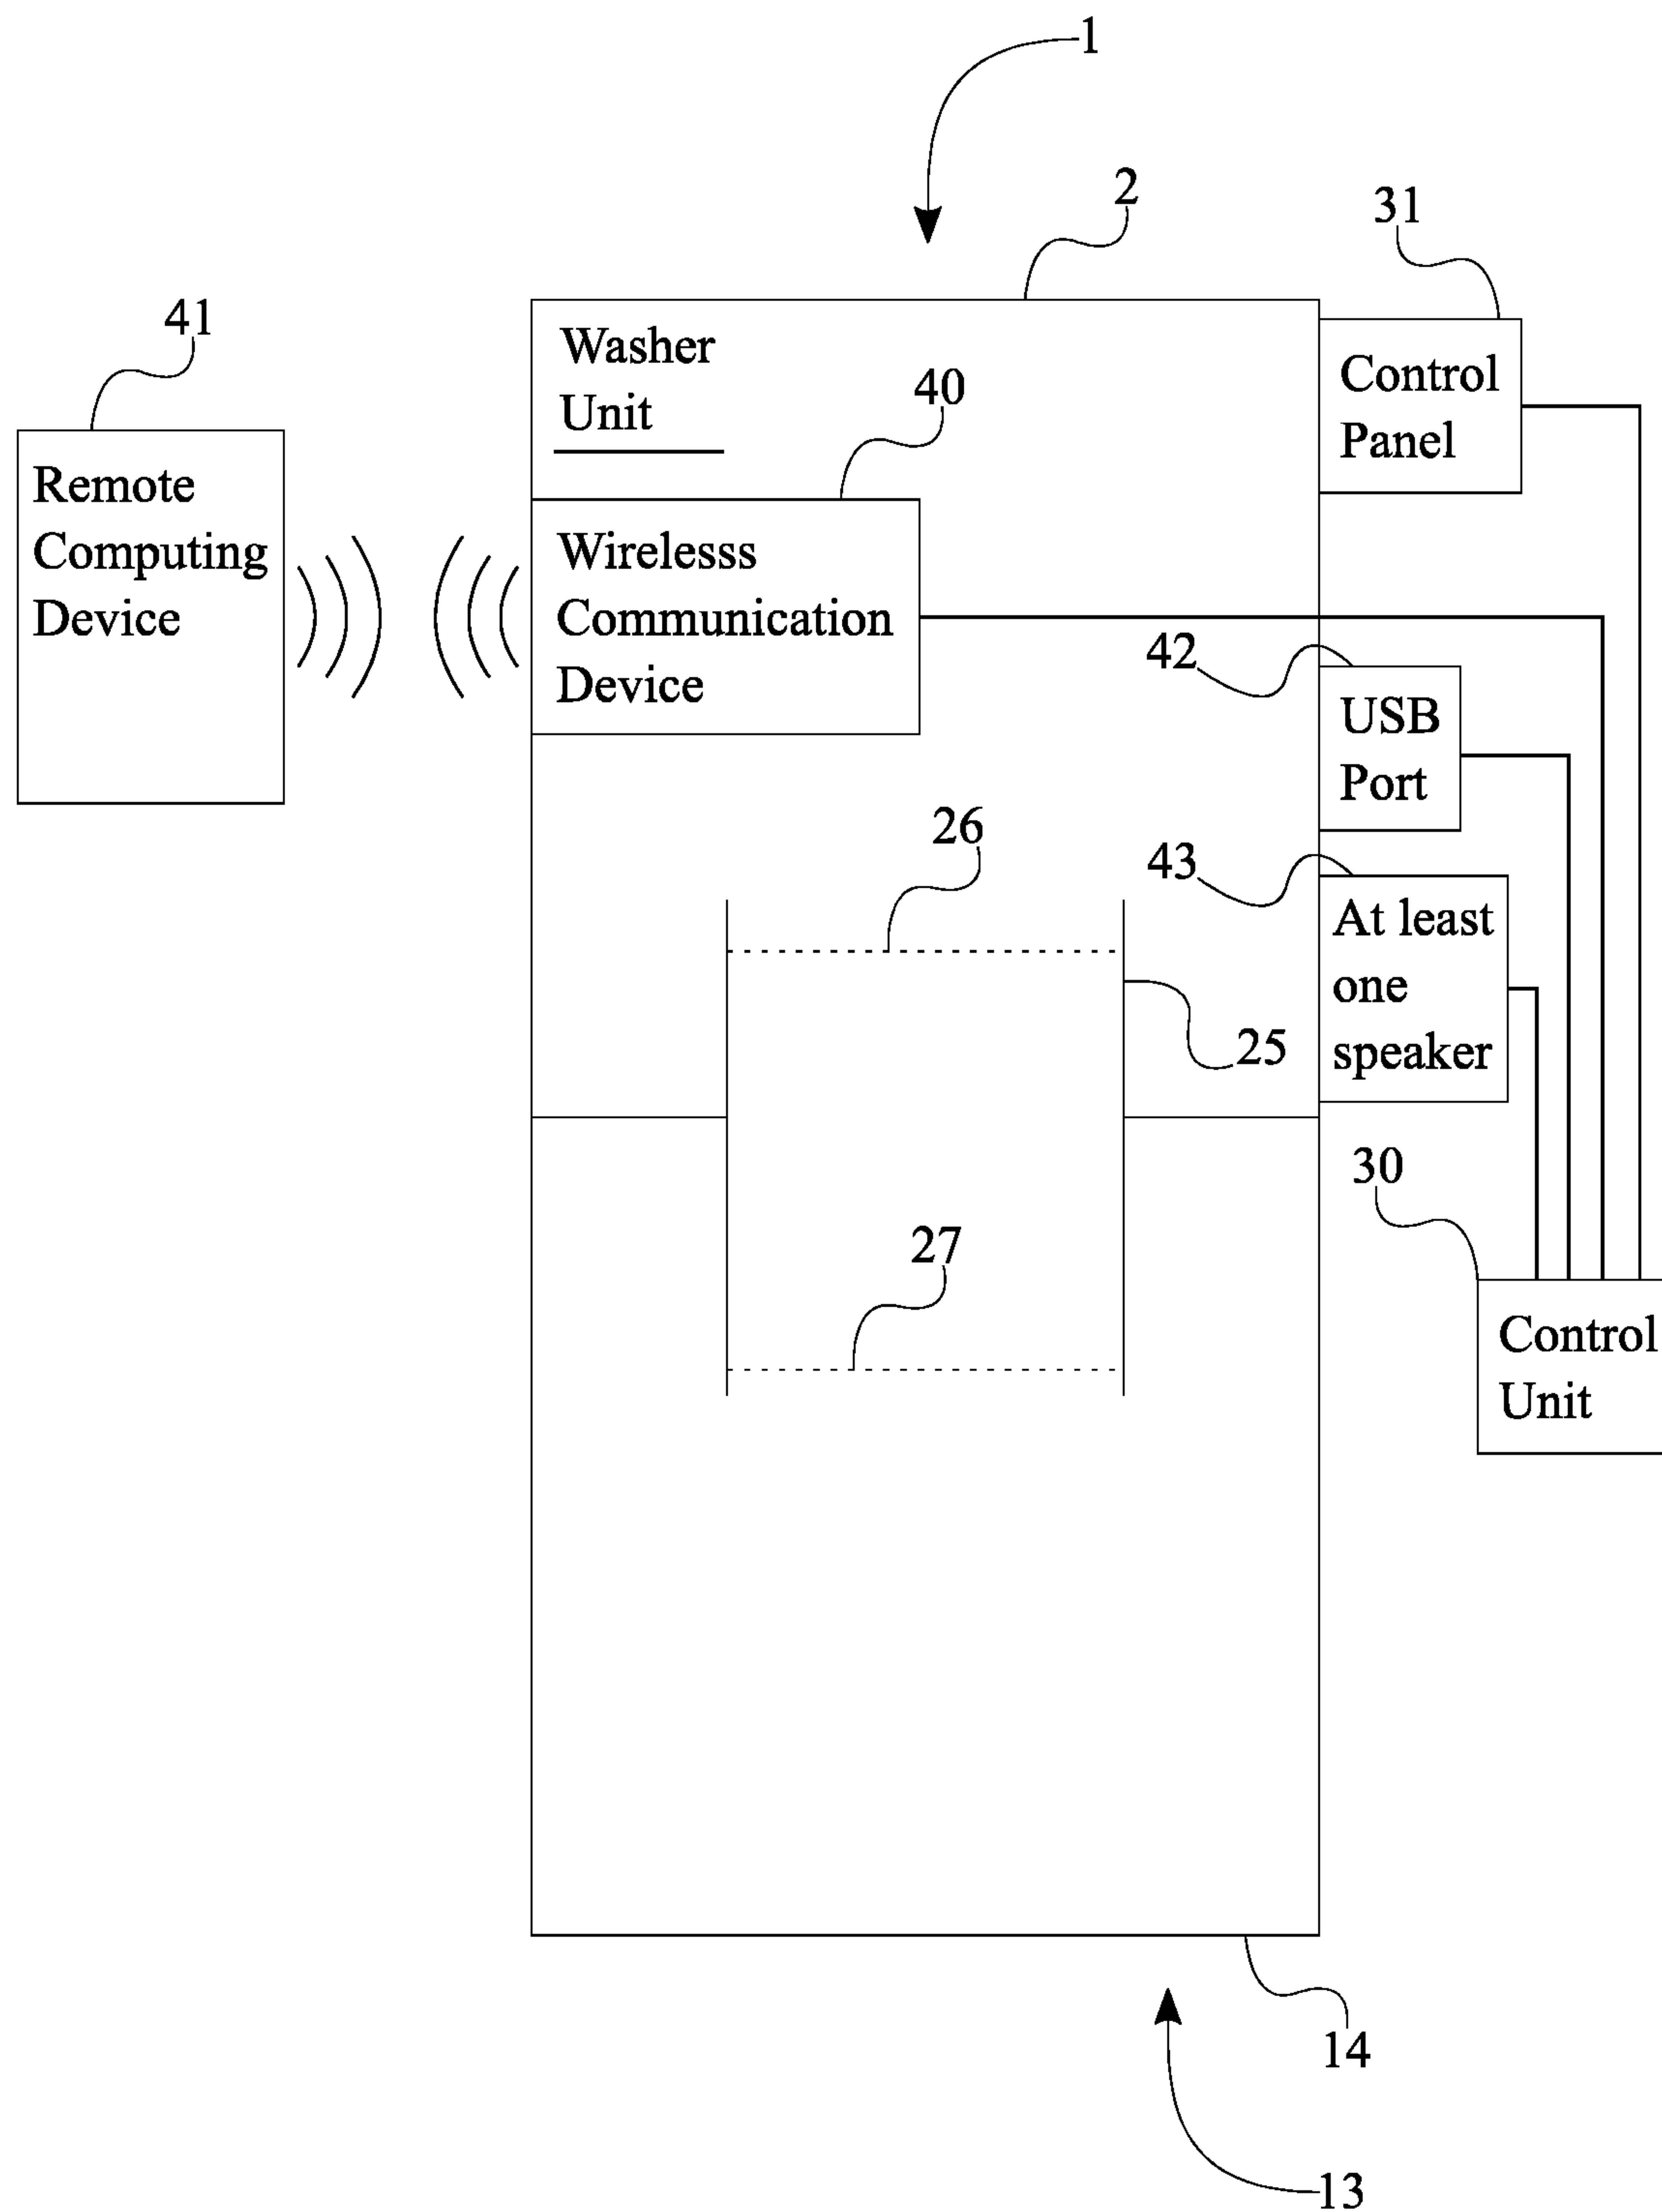 1
2
31
41
Washer
Unit
40
Control
Panel
Remote
Computing
Device
Wirelesss
Communication
Device
42
USB
Port
26
43
At least
one
speaker
25
30
27
Control
Unit
14
13